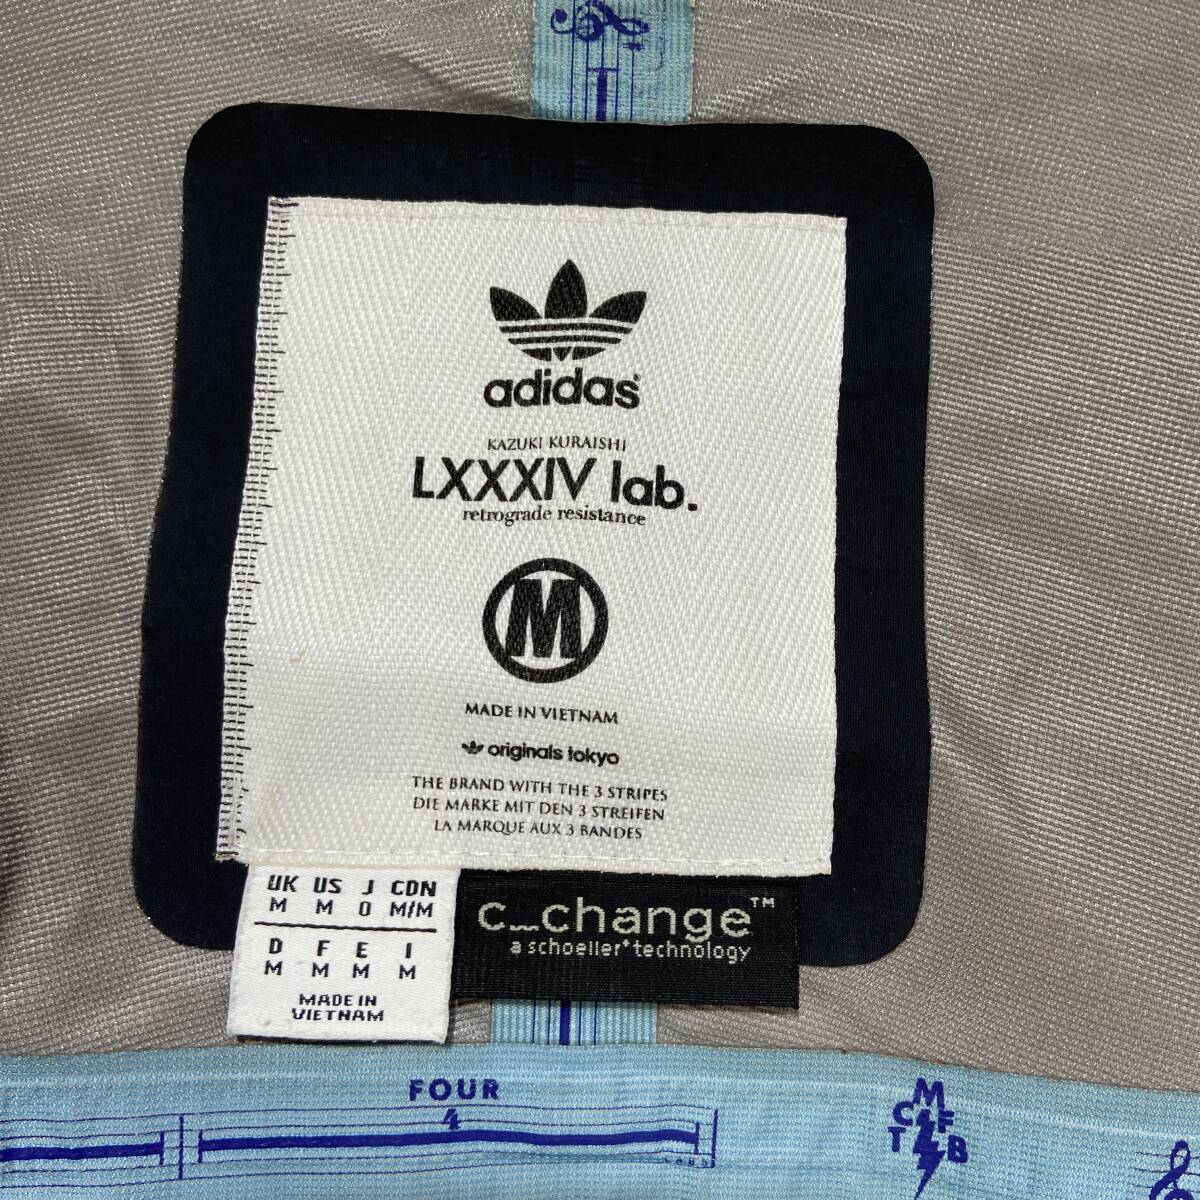 adidas
KAZUKI KURAISHI
LXXXIV lab.
retrograde resistance
M
MADE IN VIETNAM
originals tokyo
THE BRAND WITH THE 3 STRIPES
DIE MARKE MIT DEN 3 STREIFEN
LA MARQUE AUX 3 BANDES
UK US J CDN
M M O M/M
D F E I
M M M M
MADE IN
VIETNAM
c_change™
a schoeller+technology
FOUR
4
M
C F
T B